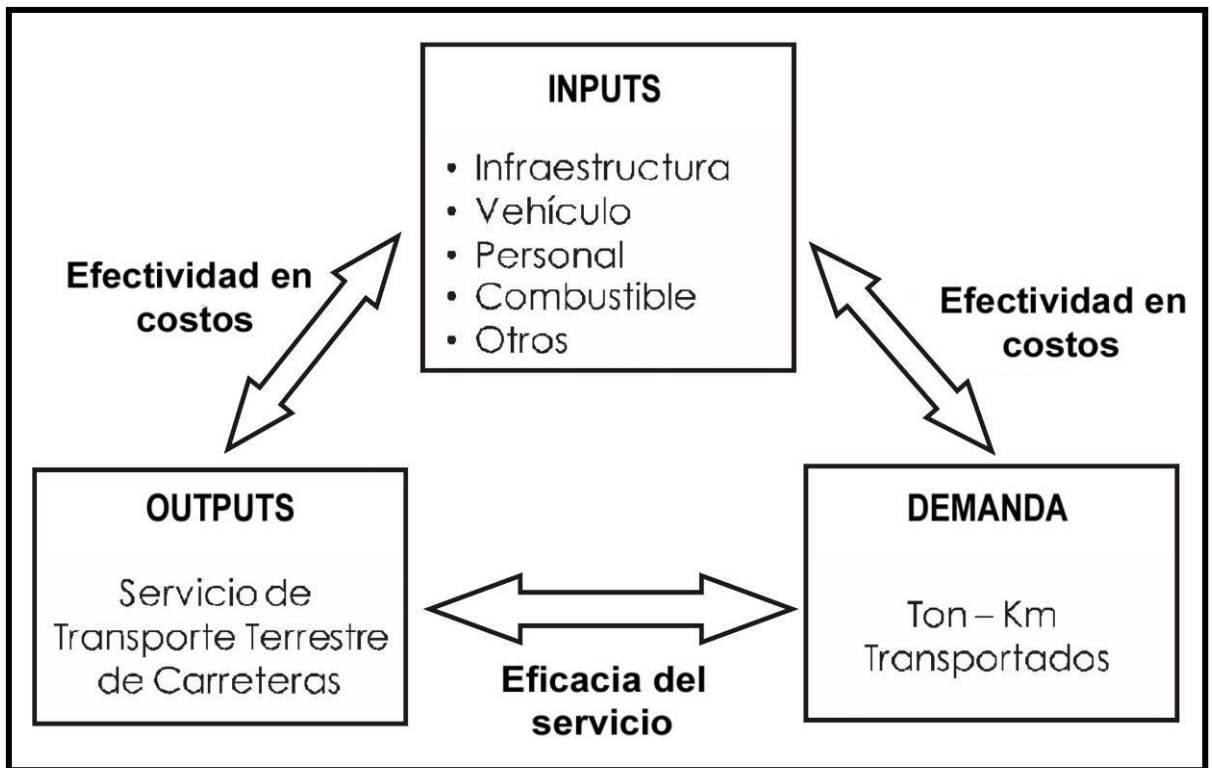 INPUTS
• Infraestructura
• Vehículo
• Personal
• Combustible
• Otros
Efectividad en
costos
Efectividad en
costos
OUTPUTS
Servicio de
Transporte Terrestre
de Carreteras
DEMANDA
Ton – Km
Transportados
Eficacia del
servicio